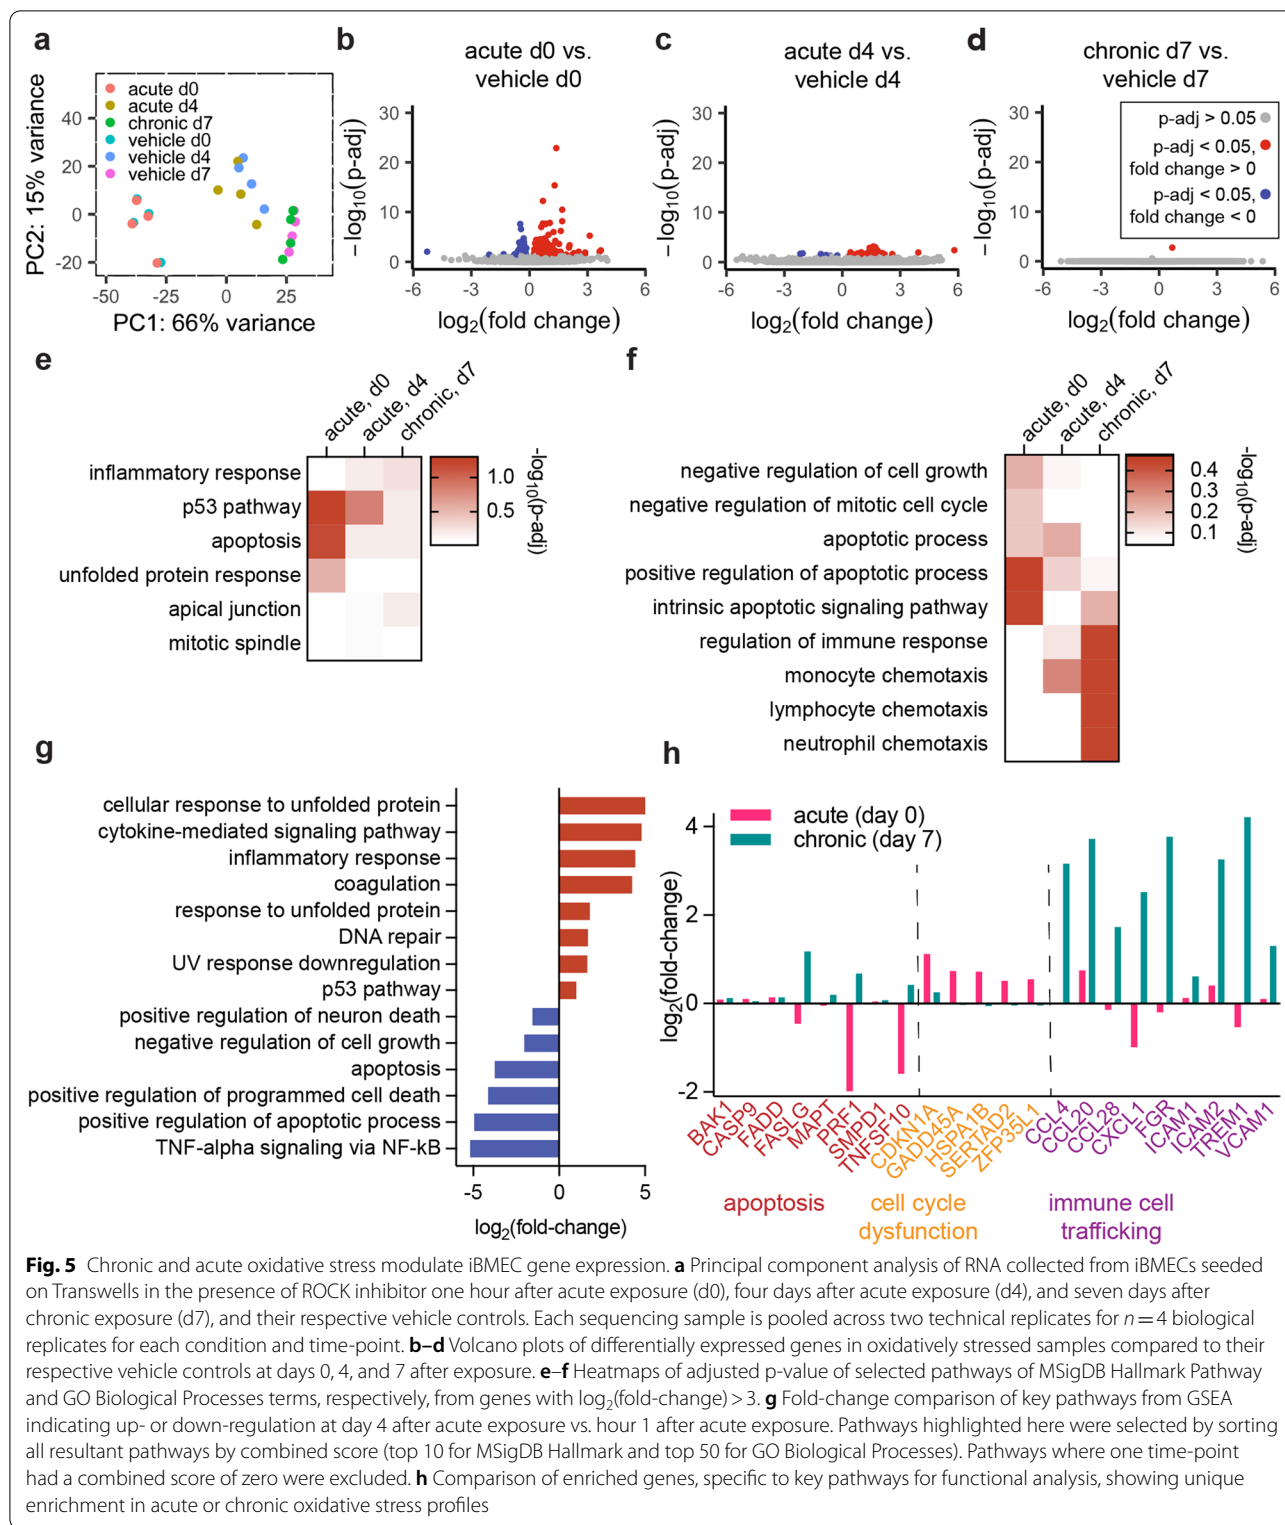 a
PC2: 15% variance
40
20
0
-20
acute d0
acute d4
chronic d7
vehicle d0
vehicle d4
vehicle d7
-50
-25
0
25
PC1: 66% variance
b
acute d0 vs.
vehicle d0
−log10(p-adj)
30
20
10
0
-6
-3
0
3
6
log2(fold change)
c
acute d4 vs.
vehicle d4
−log10(p-adj)
30
20
10
0
-6
-3
0
3
6
log2(fold change)
d
chronic d7 vs.
vehicle d7
−log10(p-adj)
30
20
10
0
p-adj > 0.05
p-adj < 0.05,
fold change > 0
p-adj < 0.05,
fold change < 0
-6
-3
0
3
6
log2(fold change)
e
acute, d0
acute, d4
chronic, d7
inflammatory response
p53 pathway
apoptosis
unfolded protein response
apical junction
mitotic spindle
1.0
0.5
-log10(p-adj))
f
acute, d0
acute, d4
chronic, d7
negative regulation of cell growth
negative regulation of mitotic cell cycle
apoptotic process
positive regulation of apoptotic process
intrinsic apoptotic signaling pathway
regulation of immune response
monocyte chemotaxis
lymphocyte chemotaxis
neutrophil chemotaxis
0.4
0.3
0.2
0.1
-log10(p-adj))
g
cellular response to unfolded protein
cytokine-mediated signaling pathway
inflammatory response
coagulation
response to unfolded protein
DNA repair
UV response downregulation
p53 pathway
positive regulation of neuron death
negative regulation of cell growth
apoptosis
positive regulation of programmed cell death
positive regulation of apoptotic process
TNF-alpha signaling via NF-kB
-5
0
5
log2(fold-change)
h
acute (day 0)
chronic (day 7)
log2(fold-change)
4
2
0
-2
BAK1
CASP9
FADD
FASLG
MAPT
PRF1
SMPD1
TNFSF10
CDKN1A
GADD45A
HSPA1B
SERTAD2
ZFP35L1
CCL4
CCL20
CCL28
CXCL1
FGR
ICAM1
ICAM2
TREM1
VCAM1
apoptosis
cell cycle
dysfunction
immune cell
trafficking
Fig. 5 Chronic and acute oxidative stress modulate iBMEC gene expression. a Principal component analysis of RNA collected from iBMECs seeded
on Transwells in the presence of ROCK inhibitor one hour after acute exposure (d0), four days after acute exposure (d4), and seven days after
chronic exposure (d7), and their respective vehicle controls. Each sequencing sample is pooled across two technical replicates for n = 4 biological
replicates for each condition and time-point. b–d Volcano plots of differentially expressed genes in oxidatively stressed samples compared to their
respective vehicle controls at days 0, 4, and 7 after exposure. e–f Heatmaps of adjusted p-value of selected pathways of MSigDB Hallmark Pathway
and GO Biological Processes terms, respectively, from genes with log2(fold-change) > 3. g Fold-change comparison of key pathways from GSEA
indicating up- or down-regulation at day 4 after acute exposure vs. hour 1 after acute exposure. Pathways highlighted here were selected by sorting
all resultant pathways by combined score (top 10 for MSigDB Hallmark and top 50 for GO Biological Processes). Pathways where one time-point
had a combined score of zero were excluded. h Comparison of enriched genes, specific to key pathways for functional analysis, showing unique
enrichment in acute or chronic oxidative stress profiles